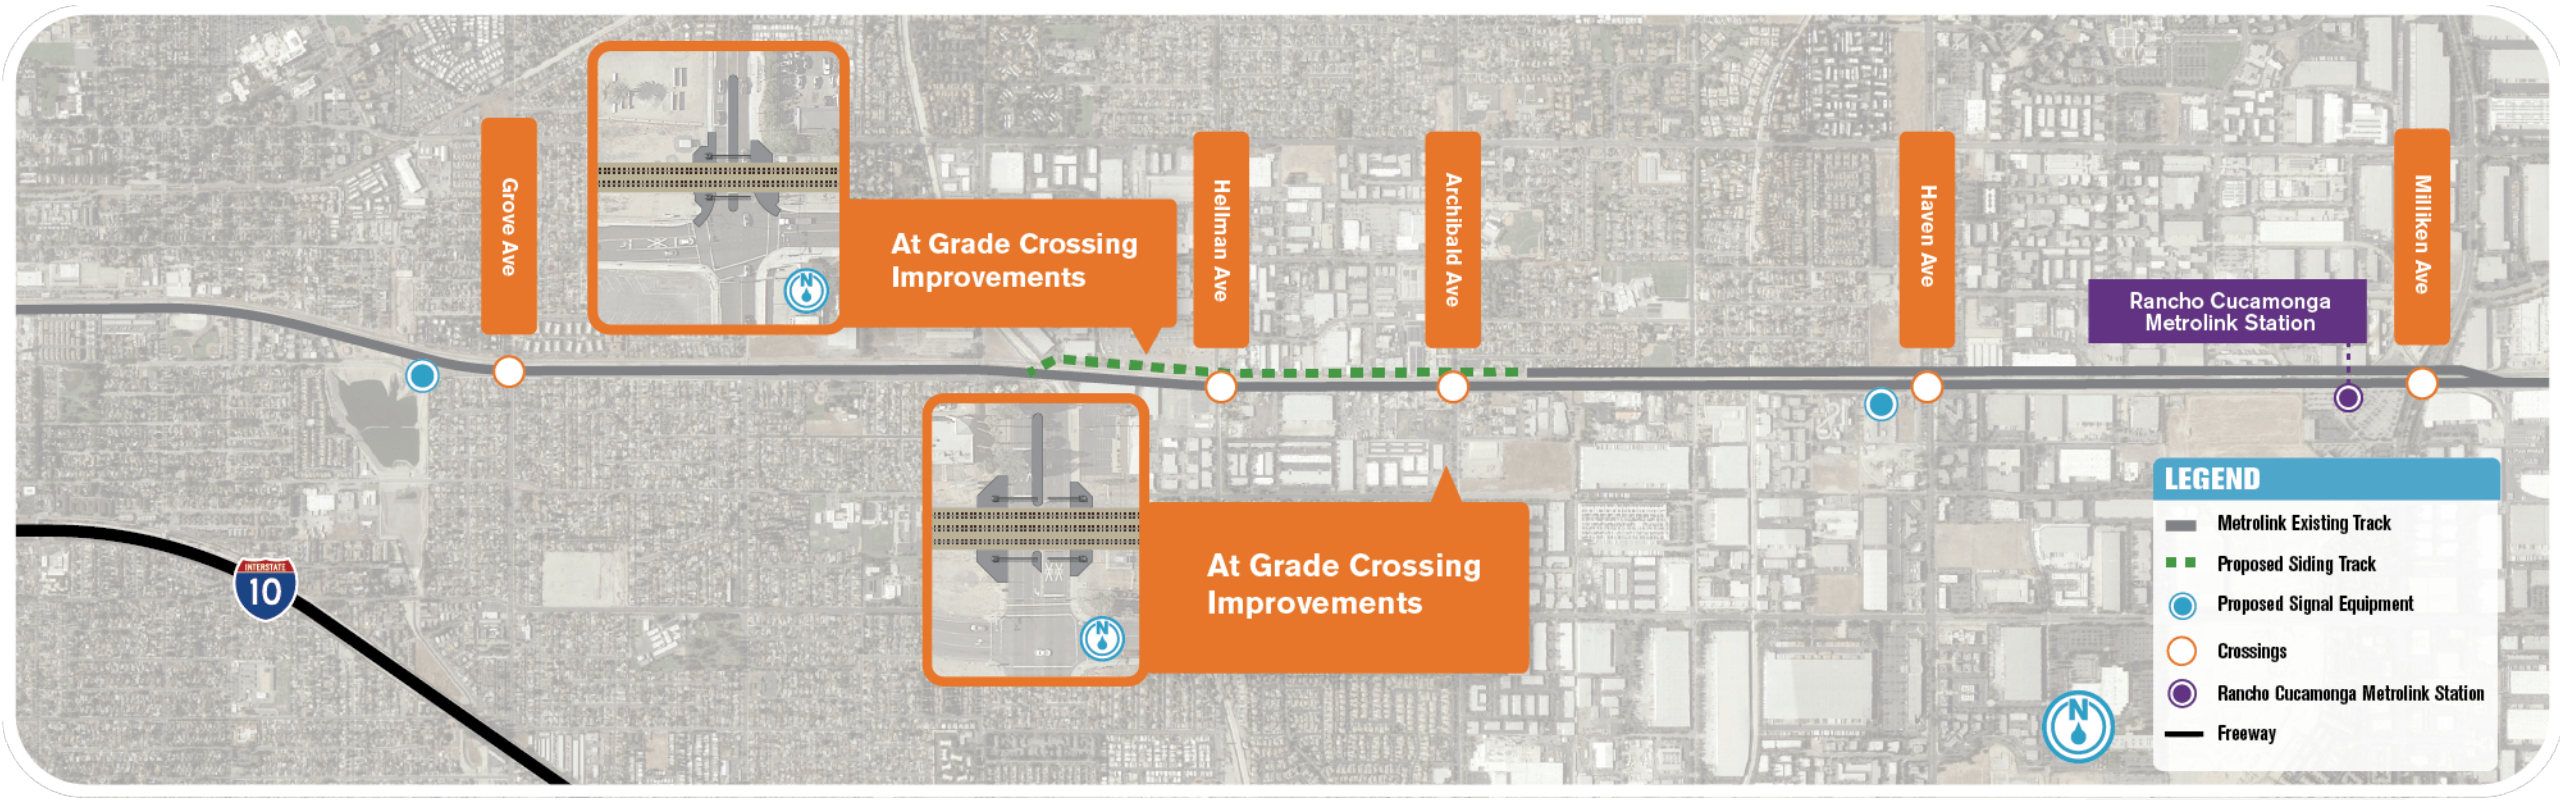 Grove Ave
N
At Grade Crossing
Improvements
Hellman Ave
Archibald Ave
Haven Ave
Rancho Cucamonga
Metrolink Station
Milliken Ave
N
At Grade Crossing
Improvements
INTERSTATE
10
N
LEGEND
Metrolink Existing Track
Proposed Siding Track
Proposed Signal Equipment
Crossings
Rancho Cucamonga Metrolink Station
Freeway